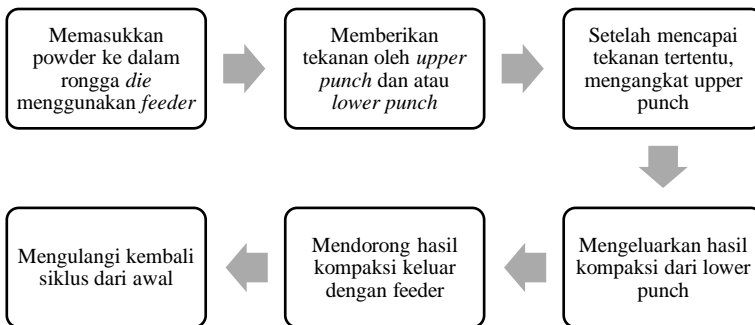 Memasukkan
powder ke dalam
rongga die
menggunakan feeder
Memberikan
tekanan oleh upper
punch dan atau
lower punch
Setelah mencapai
tekanan tertentu,
mengangkat upper
punch
Mengeluarkan hasil
kompaksi dari lower
punch
Mendorong hasil
kompaksi keluar
dengan feeder
Mengulangi kembali
siklus dari awal